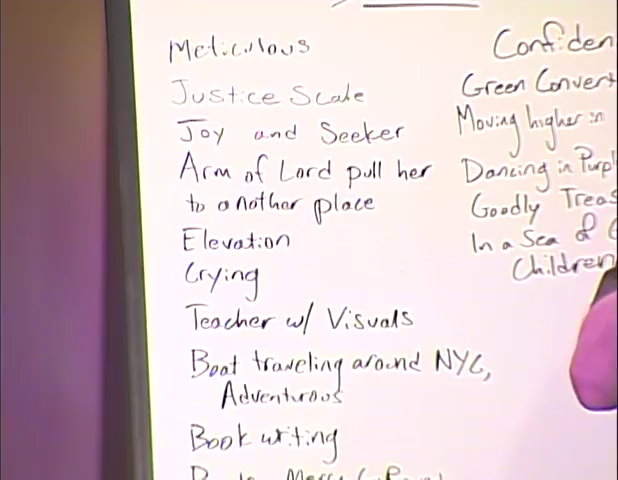 Meticulous
Justice Scale
Joy and Seeker
Arm of Lord pull her
to another place
Elevation
Crying
Teacher w/ Visuals
Boat traveling around NYC,
Adventurous
Book writing
Confiden
Green Convert
Moving higher in
Dancing in Purpl
Goodly Treas
In a Sea of
Children